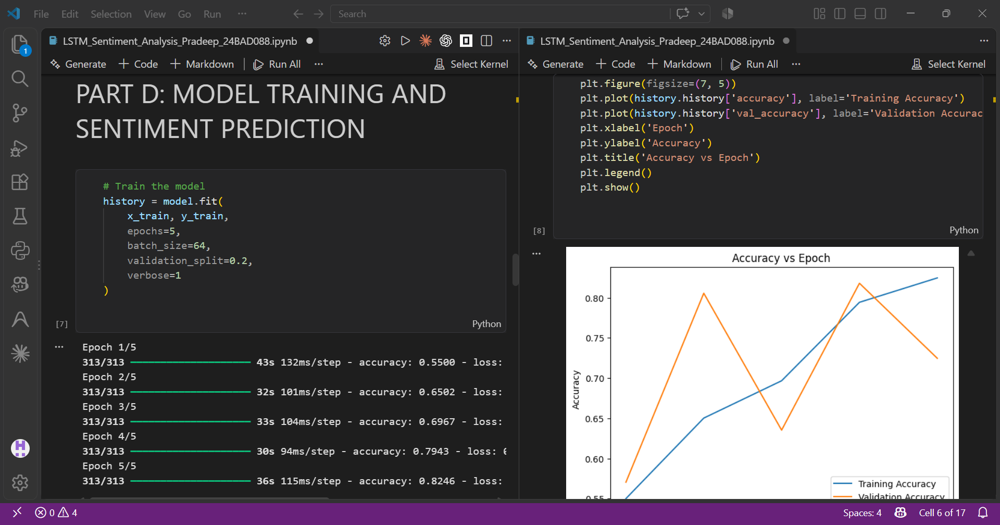 File Edit Selection View Go Run ··· Search
1
LSTM_Sentiment_Analysis_Pradeep_24BAD088.ipynb
Generate + Code + Markdown Run All ··· Select Kernel
PART D: MODEL TRAINING AND
SENTIMENT PREDICTION
# Train the model
history = model.fit(
x_train, y_train,
epochs=5,
batch_size=64,
validation_split=0.2,
verbose=1
)
[7]
Python
Epoch 1/5
313/313 43s 132ms/step - accuracy: 0.5500 - loss:
Epoch 2/5
313/313 32s 101ms/step - accuracy: 0.6502 - loss:
Epoch 3/5
313/313 33s 104ms/step - accuracy: 0.6967 - loss:
Epoch 4/5
313/313 30s 94ms/step - accuracy: 0.7943 - loss:
Epoch 5/5
313/313 36s 115ms/step - accuracy: 0.8246 - loss:
LSTM_Sentiment_Analysis_Pradeep_24BAD088.ipynb
Generate + Code + Markdown Run All ··· Select Kernel
plt.figure(figsize=(7, 5))
plt.plot(history.history['accuracy'], label='Training Accuracy')
plt.plot(history.history['val_accuracy'], label='Validation Accurac
plt.xlabel('Epoch')
plt.ylabel('Accuracy')
plt.title('Accuracy vs Epoch')
plt.legend()
plt.show()
[8]
Python
Accuracy vs Epoch
0.80
0.75
0.70
0.65
0.60
0.55
Accuracy
Training Accuracy
Validation Accuracy
0 4
Spaces: 4 Cell 6 of 17